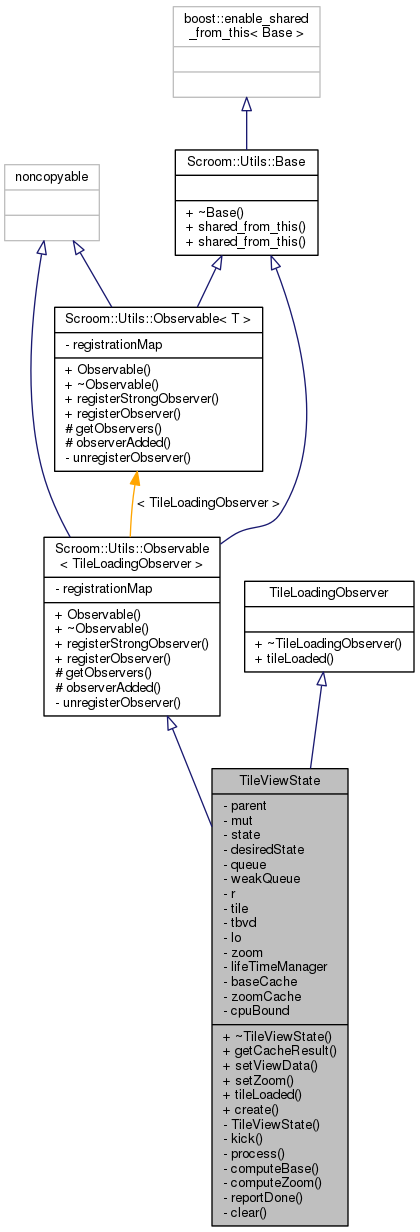 boost::enable_shared
_from_this< Base >
noncopyable
Scroom::Utils::Base
+ ~Base()
+ shared_from_this()
+ shared_from_this()
Scroom::Utils::Observable< T >
- registrationMap
+ Observable()
+ ~Observable()
+ registerStrongObserver()
+ registerObserver()
# getObservers()
# observerAdded()
- unregisterObserver()
< TileLoadingObserver >
Scroom::Utils::Observable
< TileLoadingObserver >
- registrationMap
+ Observable()
+ ~Observable()
+ registerStrongObserver()
+ registerObserver()
# getObservers()
# observerAdded()
- unregisterObserver()
TileLoadingObserver
+ ~TileLoadingObserver()
+ tileLoaded()
TileViewState
- parent
- mut
- state
- desiredState
- queue
- weakQueue
- r
- tile
- tbvd
- lo
- zoom
- lifeTimeManager
- baseCache
- zoomCache
- cpuBound
+ ~TileViewState()
+ getCacheResult()
+ setViewData()
+ setZoom()
+ tileLoaded()
+ create()
- TileViewState()
- kick()
- process()
- computeBase()
- computeZoom()
- reportDone()
- clear()